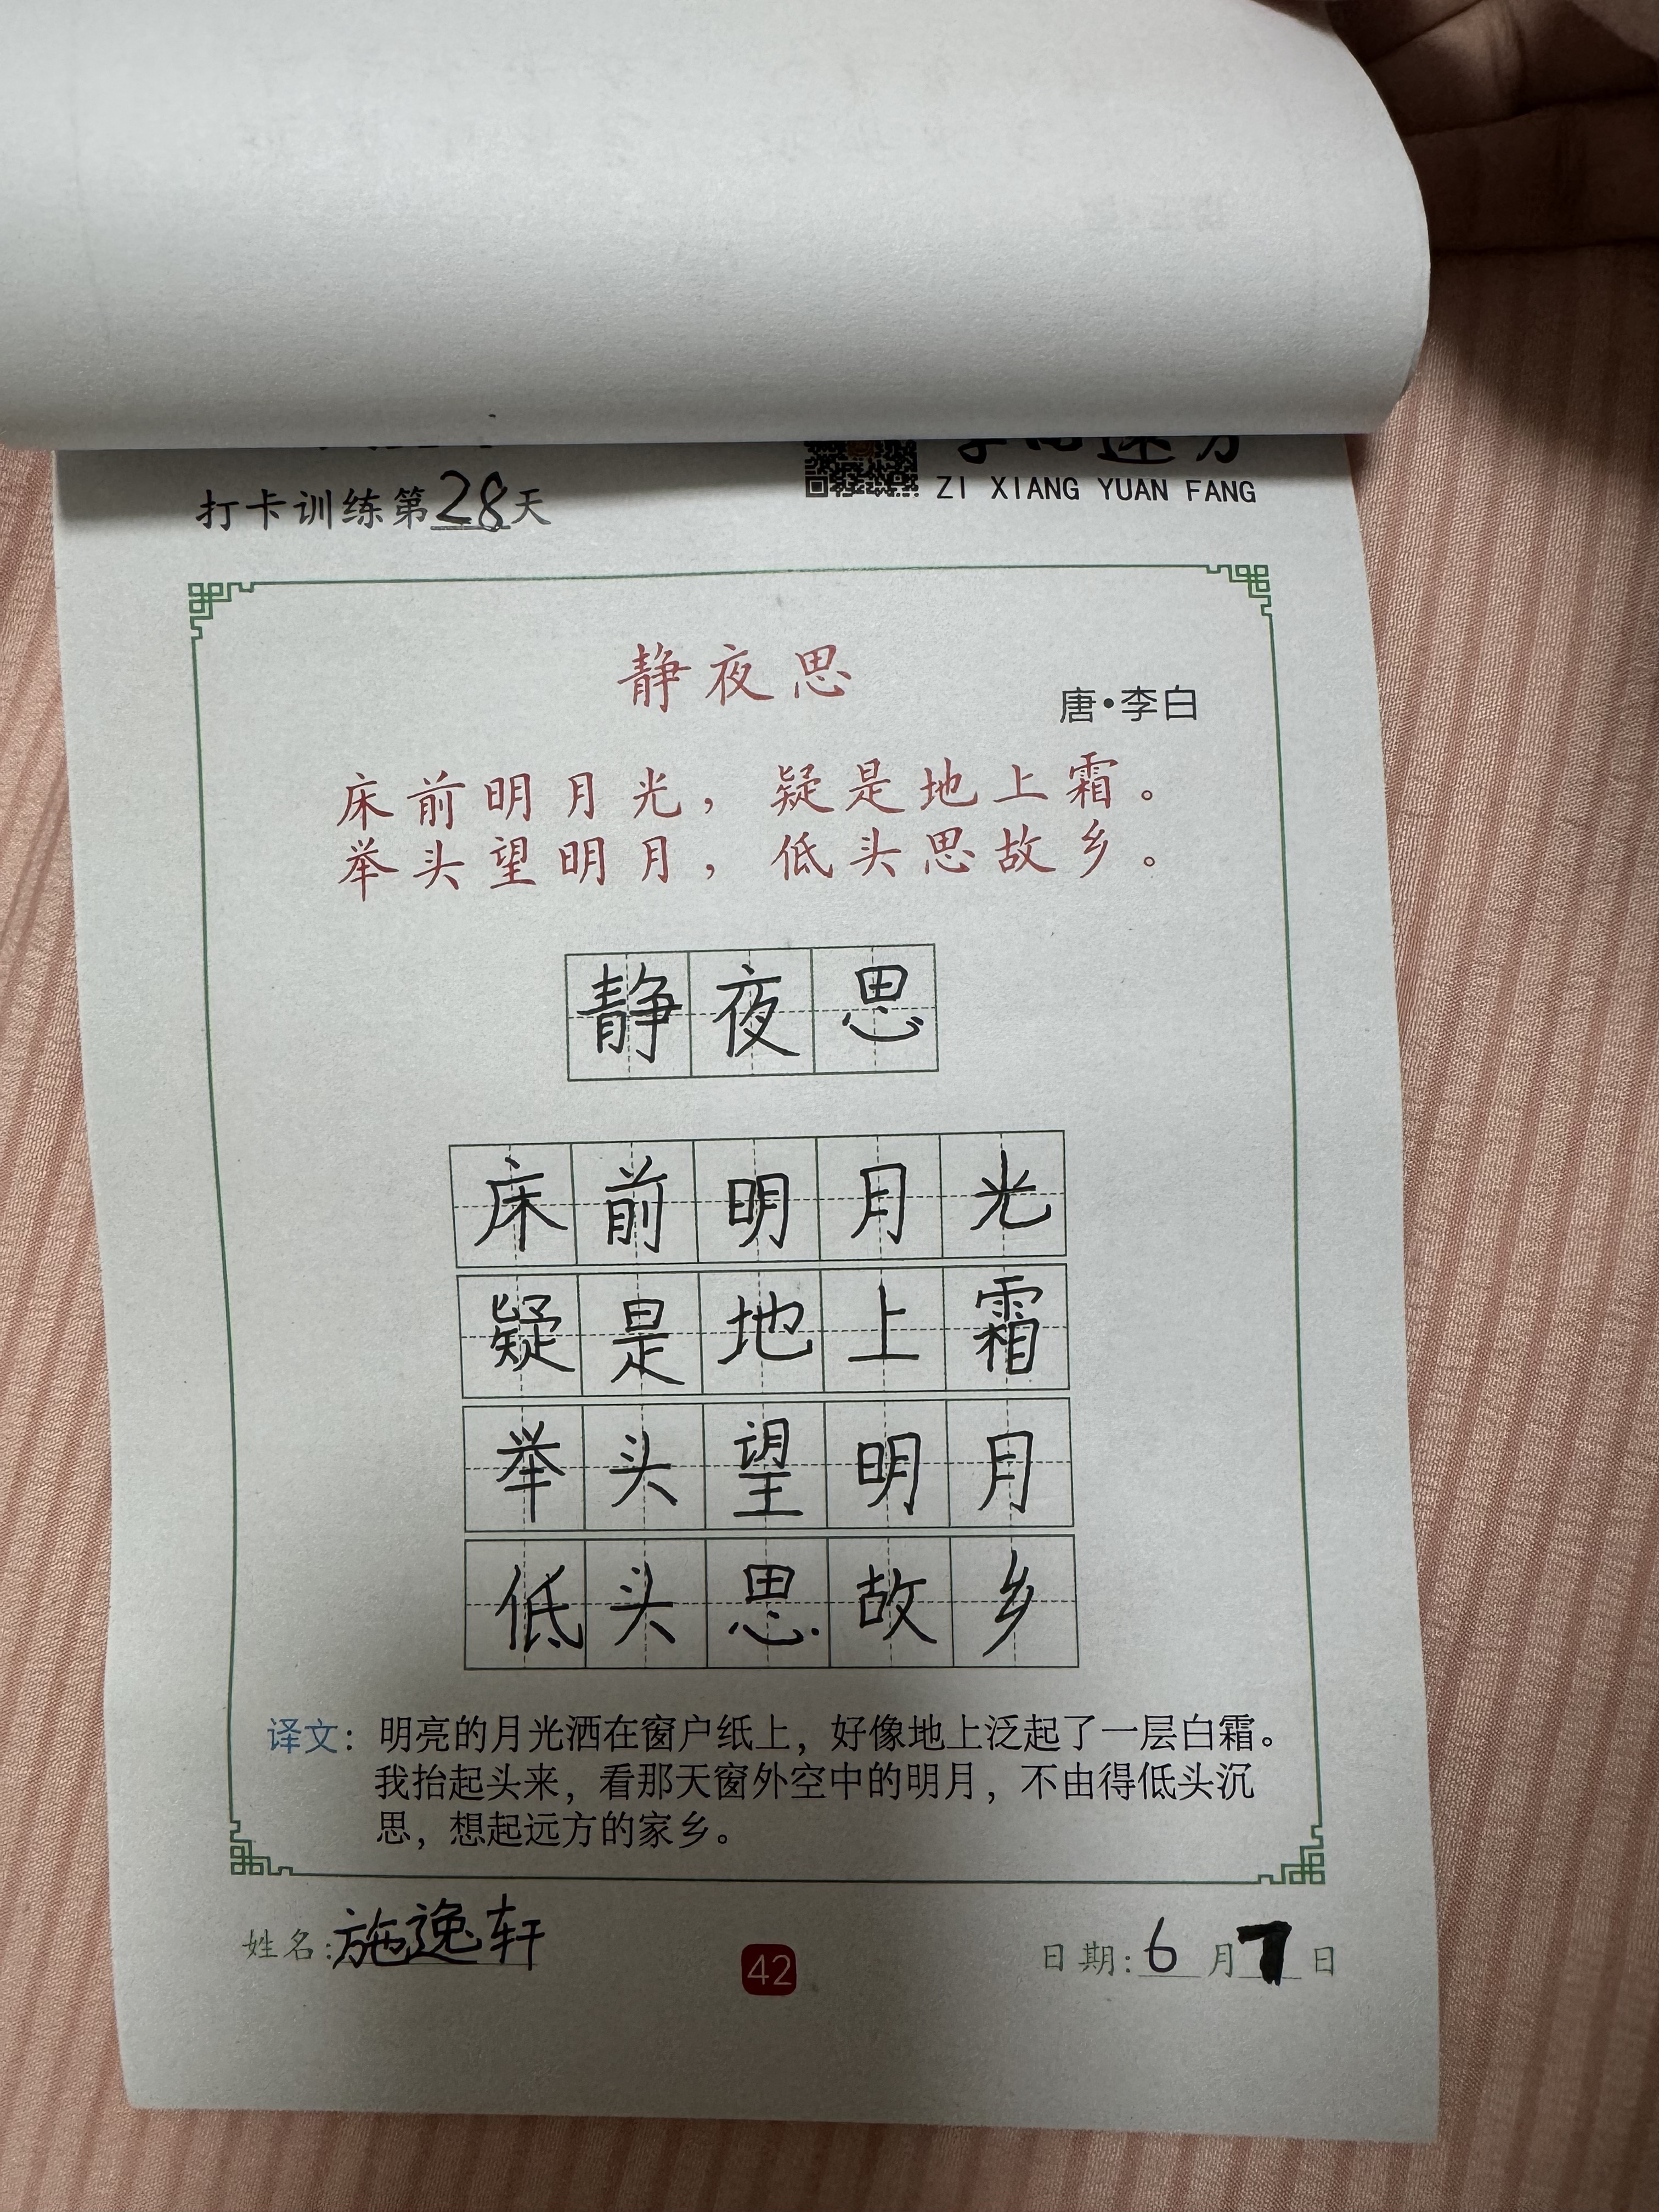 ZI XIANG YUAN FANG
打卡训练第28天
静夜思
唐•李白
床前明月光，疑是地上霜。
举头望明月，低头思故乡。
静夜思
床前明月光
疑是地上霜
举头望明月
低头思故乡
译文：明亮的月光洒在窗户纸上，好像地上泛起了一层白霜。
我抬起头来，看那天窗外空中的明月，不由得低头沉
思，想起远方的家乡。
姓名：施逸轩
42
日期：6月7日